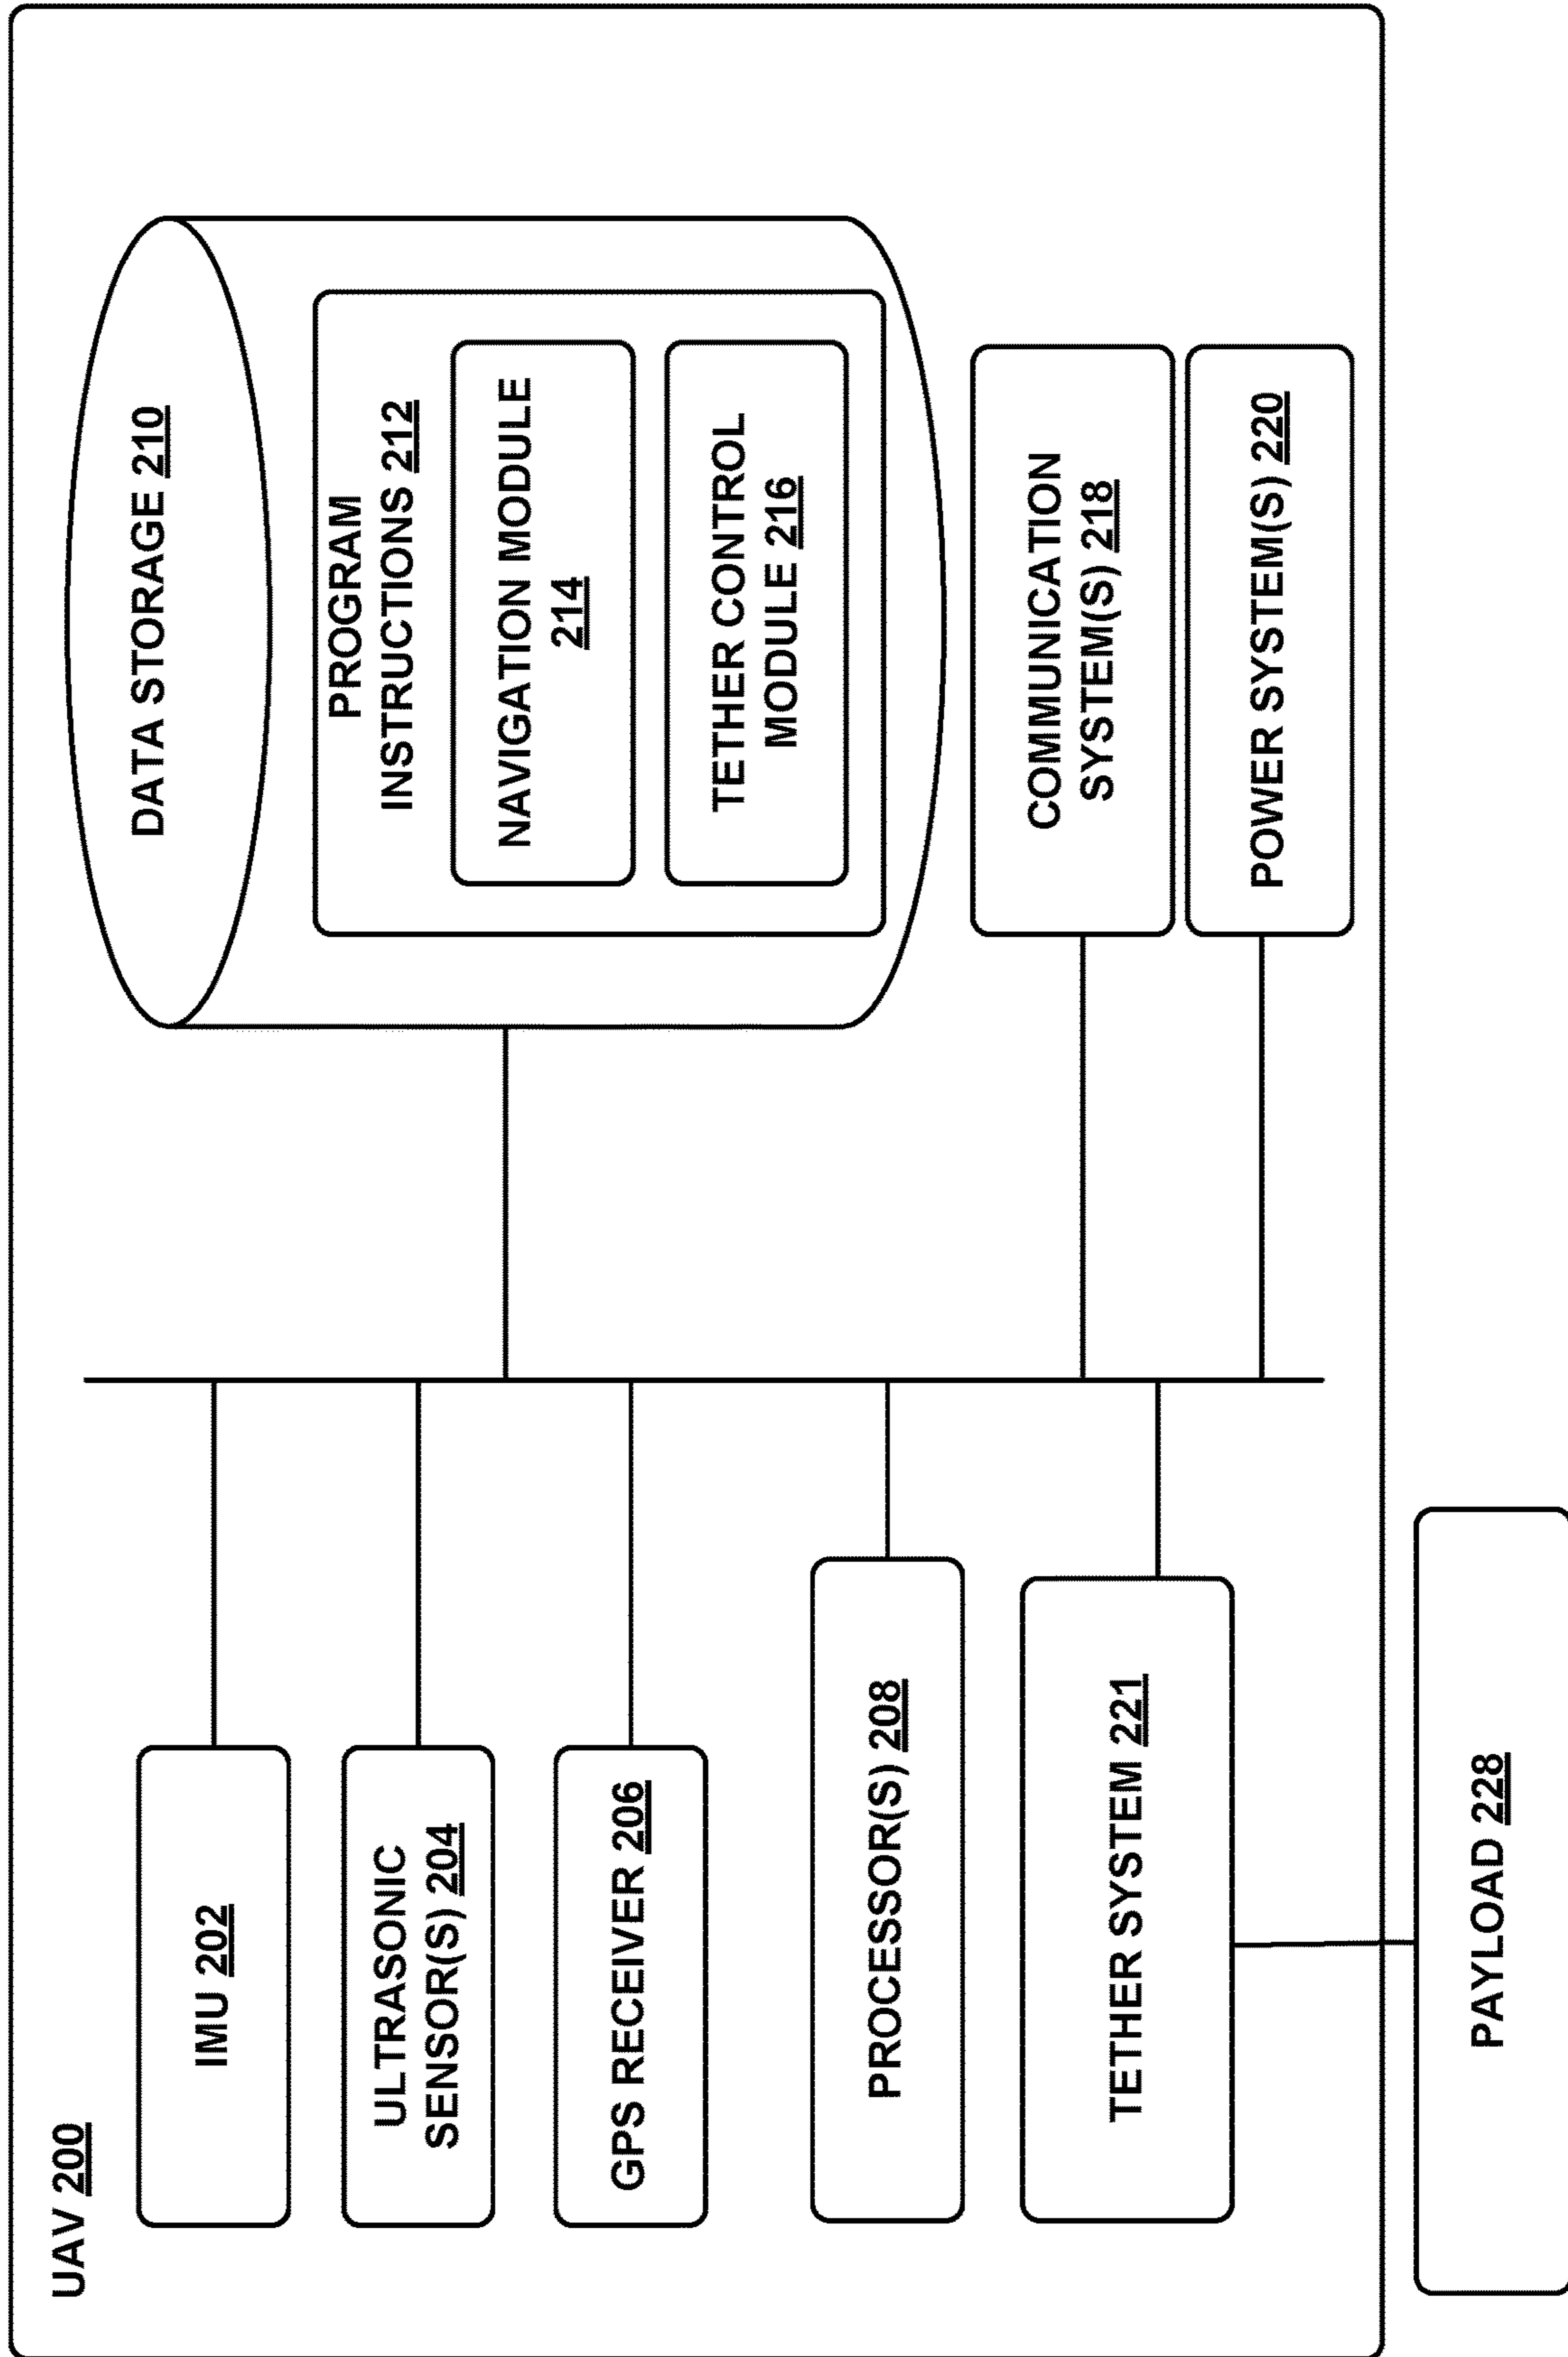 UAV 200
IMU 202
ULTRASONIC
SENSOR(S) 204
GPS RECEIVER 206
PROCESSOR(S) 208
TETHER SYSTEM 221
PAYLOAD 228
DATA STORAGE 210
PROGRAM
INSTRUCTIONS 212
NAVIGATION MODULE
214
TETHER CONTROL
MODULE 216
COMMUNICATION
SYSTEM(S) 218
POWER SYSTEM(S) 220